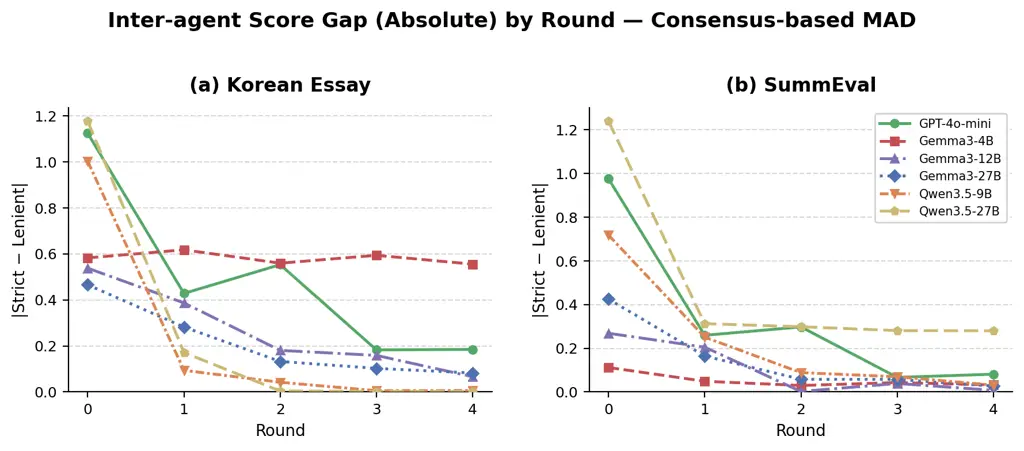 Inter-agent Score Gap (Absolute) by Round — Consensus-based MAD
(a) Korean Essay
|Strict − Lenient|
1.2
1.0
0.8
0.6
0.4
0.2
0.0
0 1 2 3 4
Round
(b) SummEval
|Strict − Lenient|
1.2
1.0
0.8
0.6
0.4
0.2
0.0
0 1 2 3 4
Round
GPT-4o-mini
Gemma3-4B
Gemma3-12B
Gemma3-27B
Qwen3.5-9B
Qwen3.5-27B